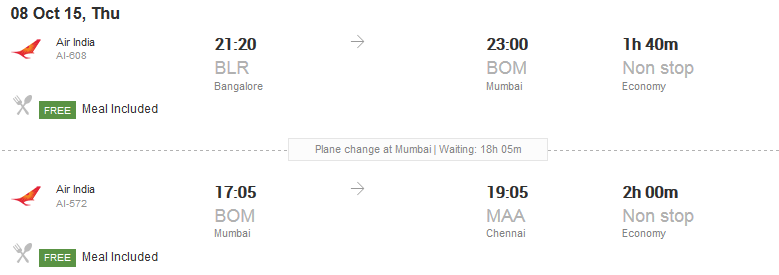 08 Oct 15, Thu
Air India 21:20 23:00 1h 40m
AI-608 BLR BOM Non stop
Bangalore Mumbai Economy
FREE Meal Included
Plane change at Mumbai | Waiting: 18h 05m
Air India 17:05 19:05 2h 00m
AI-572 BOM MAA Non stop
Mumbai Chennai Economy
FREE Meal Included